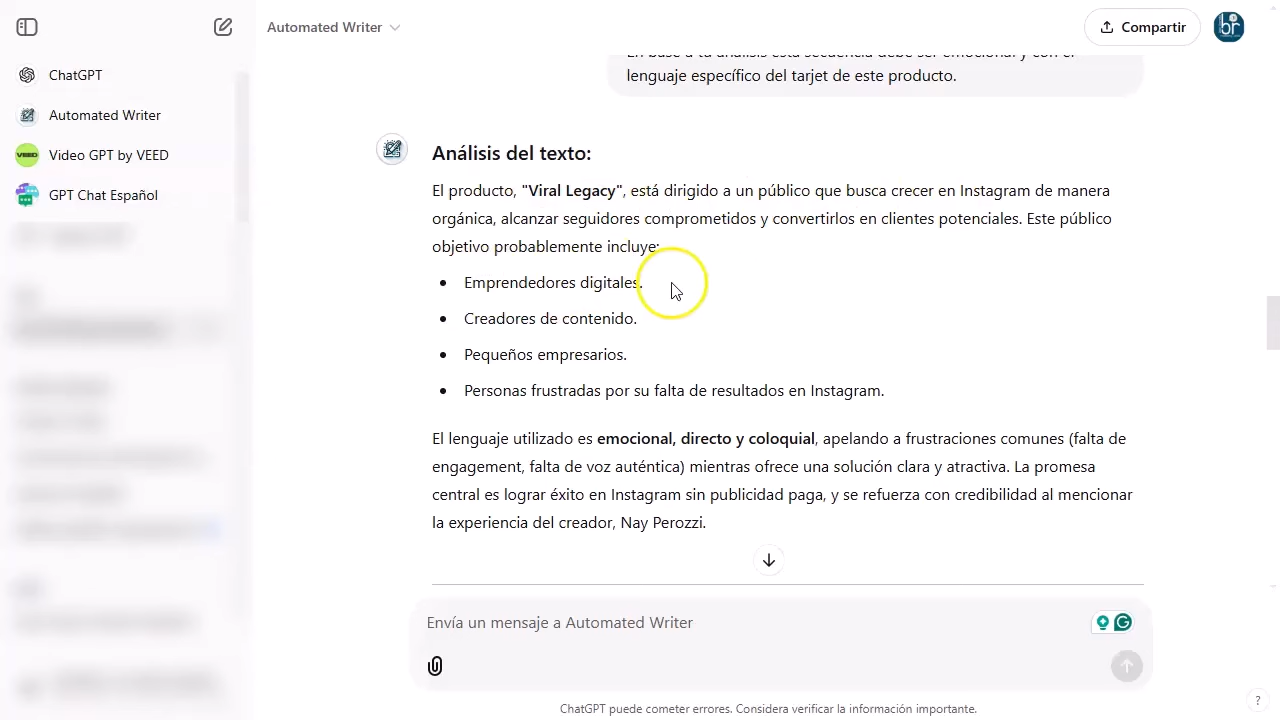 Automated Writer
Compartir
br
ChatGPT
Automated Writer
VEED
Video GPT by VEED
GPT Chat Español
lenguaje específico del tarjet de este producto.
Análisis del texto:
El producto, "Viral Legacy", está dirigido a un público que busca crecer en Instagram de manera
orgánica, alcanzar seguidores comprometidos y convertirlos en clientes potenciales. Este público
objetivo probablemente incluye:
• Emprendedores digitales.
• Creadores de contenido.
• Pequeños empresarios.
• Personas frustradas por su falta de resultados en Instagram.
El lenguaje utilizado es emocional, directo y coloquial, apelando a frustraciones comunes (falta de
engagement, falta de voz auténtica) mientras ofrece una solución clara y atractiva. La promesa
central es lograr éxito en Instagram sin publicidad paga, y se refuerza con credibilidad al mencionar
la experiencia del creador, Nay Perozzi.
Envía un mensaje a Automated Writer
ChatGPT puede cometer errores. Considera verificar la información importante.
?